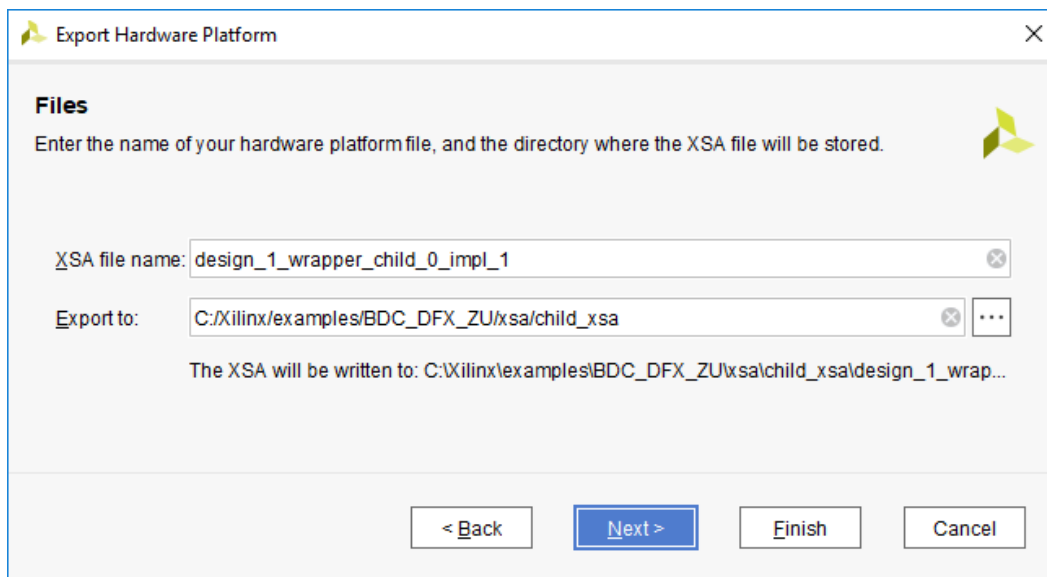 Export Hardware Platform
Files
Enter the name of your hardware platform file, and the directory where the XSA file will be stored.
XSA file name: design_1_wrapper_child_0_impl_1
Export to: C:/Xilinx/examples/BDC_DFX_ZU/xsa/child_xsa ...
The XSA will be written to: C:\Xilinx\examples\BDC_DFX_ZU\xsa\child_xsa\design_1_wrap...
< Back Next > Finish Cancel